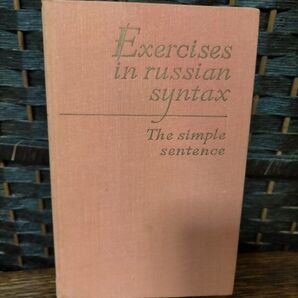 Exercises
in russian
syntax
The simple
sentence